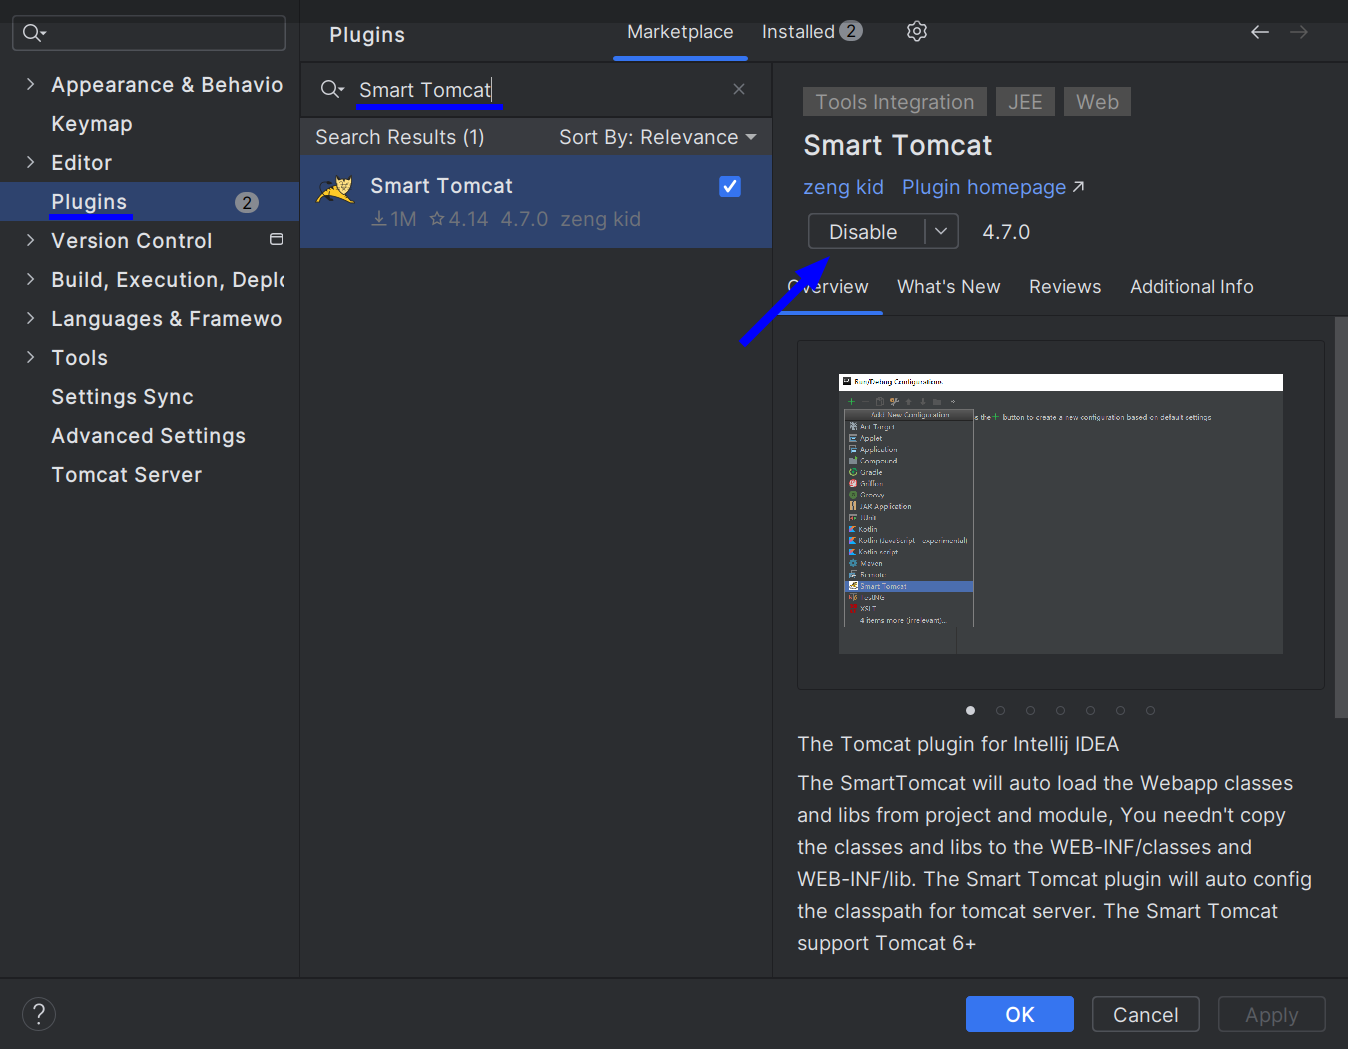 Plugins
Marketplace
Installed 2
Appearance & Behavio
Keymap
Editor
Plugins 2
Version Control
Build, Execution, Deplo
Languages & Framewo
Tools
Settings Sync
Advanced Settings
Tomcat Server
Smart Tomcat
Search Results (1)
Sort By: Relevance
Smart Tomcat
1M 4.14 4.7.0 zeng kid
Tools Integration JEE Web
Smart Tomcat
zeng kid Plugin homepage
Disable 4.7.0
Overview What's New Reviews Additional Info
Run/Debug Configurations
Add New Configuration
s the + button to create a new configuration based on default settings
Ant Target
Applet
Application
Compound
Gradle
Griffon
Groovy
JAR Application
JUnit
Kotlin
Kotlin (JavaScript - experimental)
Kotlin script
Maven
Remote
Smart Tomcat
TestNG
XSLT
4 items more (irrelevant)...
The Tomcat plugin for Intellij IDEA
The SmartTomcat will auto load the Webapp classes
and libs from project and module, You needn't copy
the classes and libs to the WEB-INF/classes and
WEB-INF/lib. The Smart Tomcat plugin will auto config
the classpath for tomcat server. The Smart Tomcat
support Tomcat 6+
?
OK
Cancel
Apply